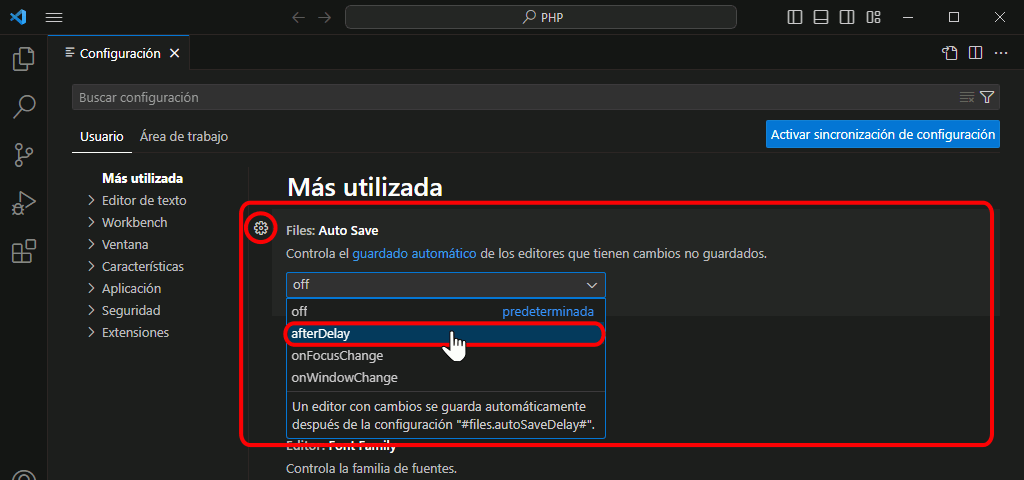 PHP
Configuración
Buscar configuración
Usuario Área de trabajo
Activar sincronización de configuración
Más utilizada
Editor de texto
Workbench
Ventana
Características
Aplicación
Seguridad
Extensiones
Más utilizada
Files: Auto Save
Controla el guardado automático de los editores que tienen cambios no guardados.
off
off predeterminada
afterDelay
onFocusChange
onWindowChange
Un editor con cambios se guarda automáticamente
después de la configuración "#files.autoSaveDelay#".
Editor: Font Family
Controla la familia de fuentes.